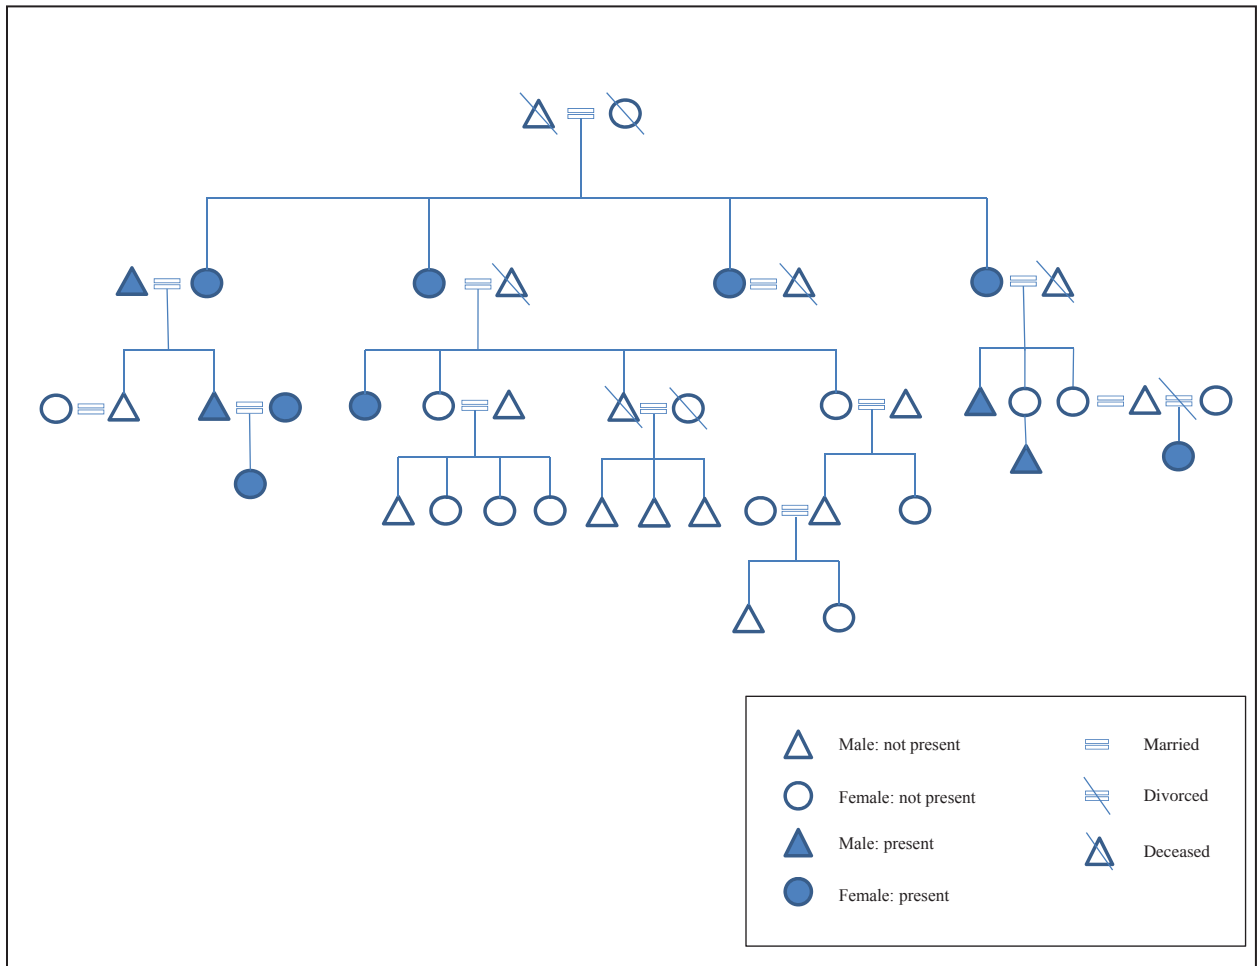 Male: not present
Married
Female: not present
Divorced
Male: present
Deceased
Female: present